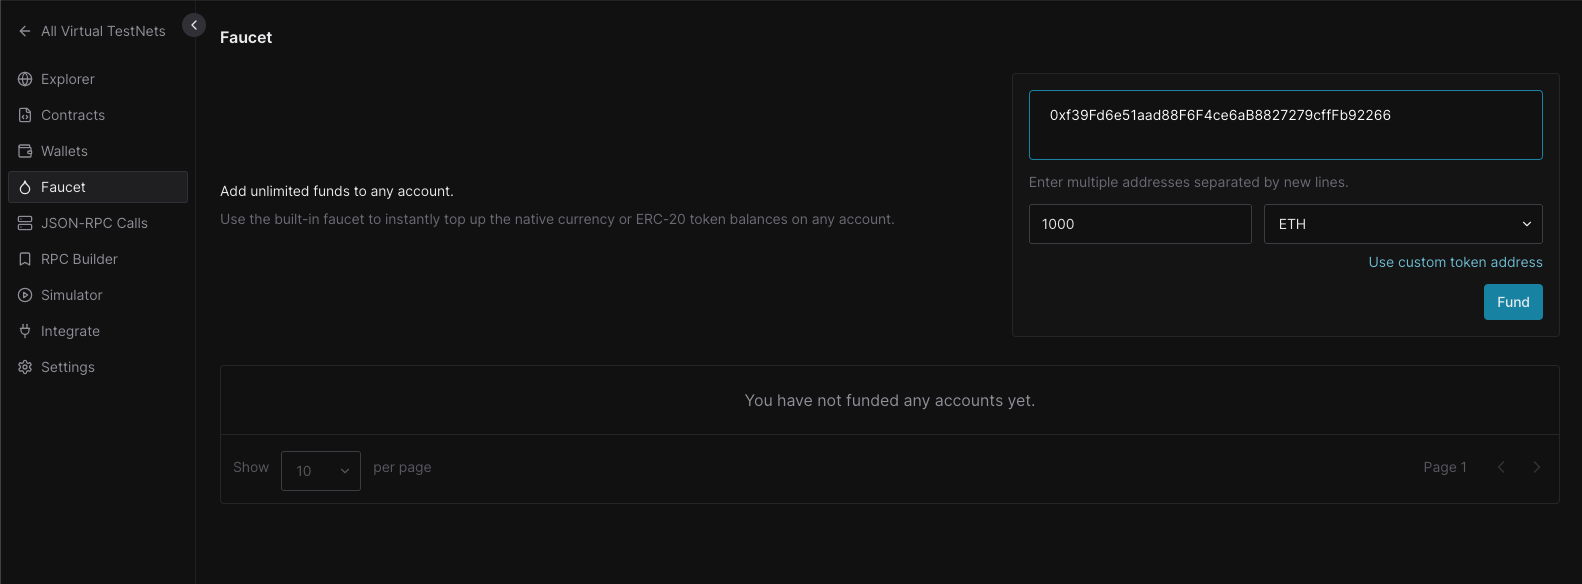 All Virtual TestNets
Explorer
Contracts
Wallets
Faucet
JSON-RPC Calls
RPC Builder
Simulator
Integrate
Settings
Faucet
Add unlimited funds to any account.
Use the built-in faucet to instantly top up the native currency or ERC-20 token balances on any account.
0xf39Fd6e51aad88F6F4ce6aB8827279cffFb92266
Enter multiple addresses separated by new lines.
1000 ETH
Use custom token address
Fund
You have not funded any accounts yet.
Show 10 per page Page 1